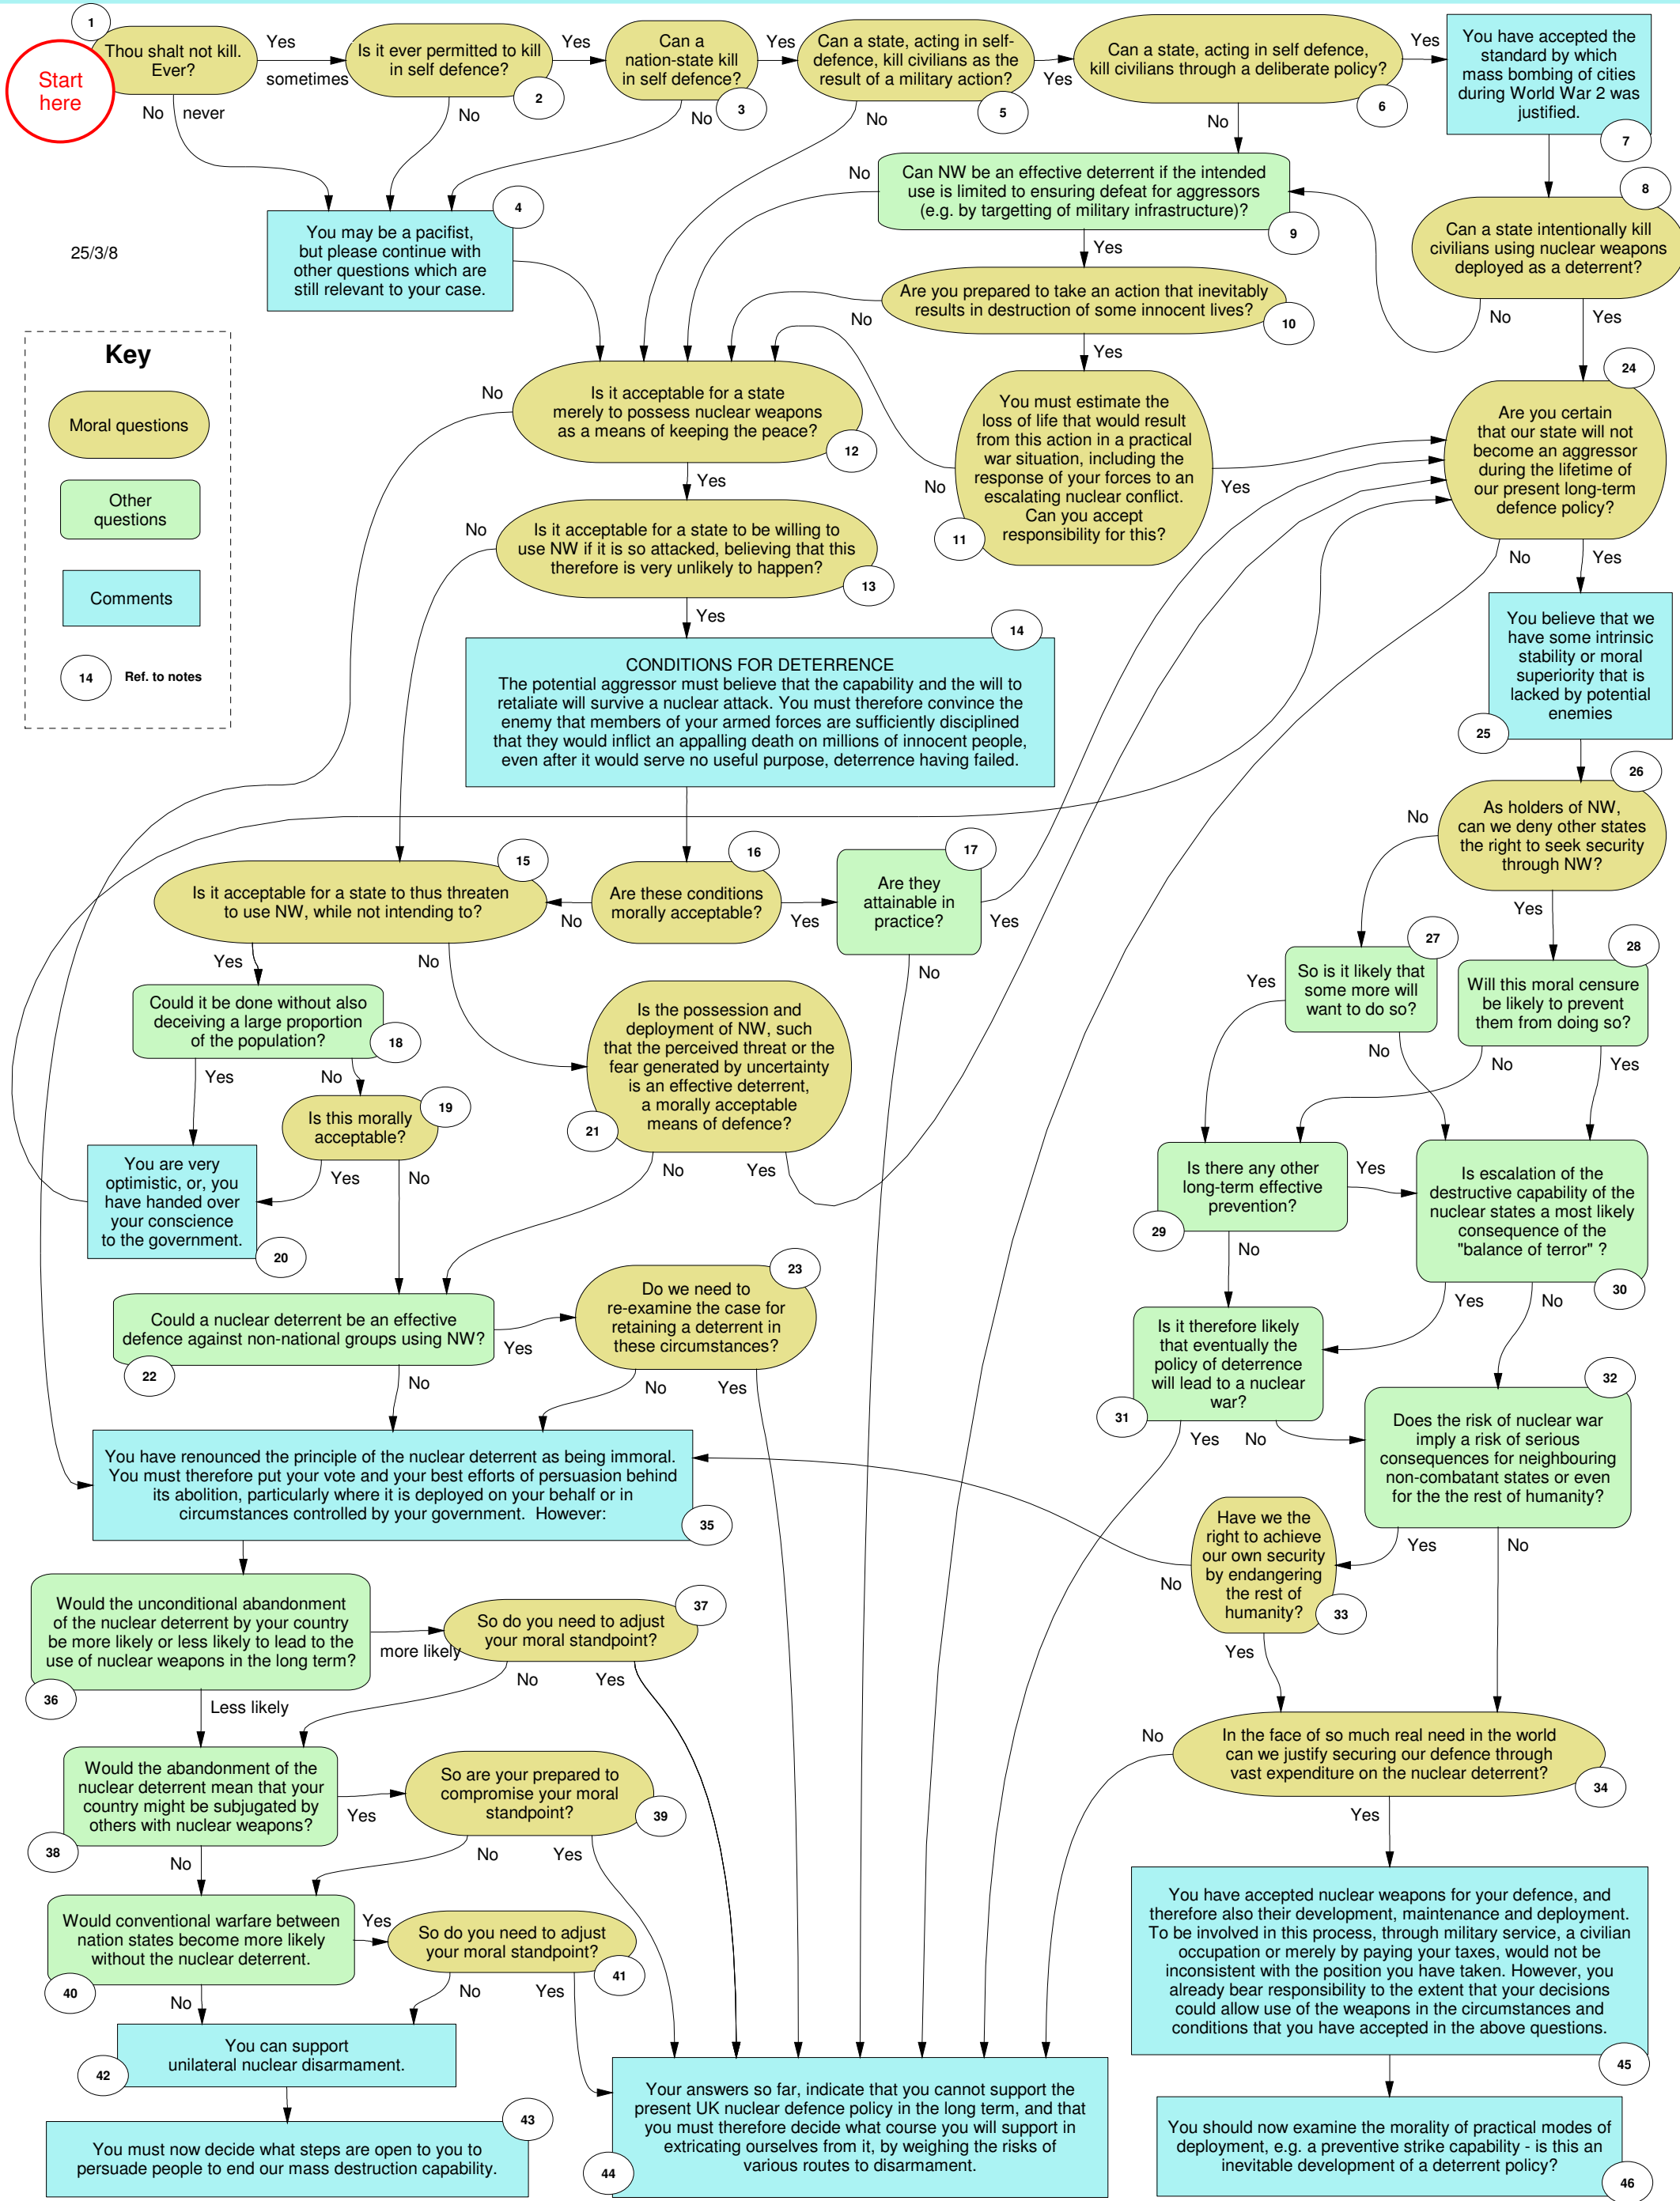 1
Start
here
Thou shalt not kill.
Ever?
Yes
sometimes
No
never
Is it ever permitted to kill
in self defence?
2
Yes
No
Can a
nation-state kill
in self defence?
3
Yes
No
Can a state, acting in self-
defence, kill civilians as the
result of a military action?
5
Yes
No
Can a state, acting in self defence,
kill civilians through a deliberate policy?
6
Yes
No
You have accepted the
standard by which
mass bombing of cities
during World War 2 was
justified.
7
4
You may be a pacifist,
but please continue with
other questions which are
still relevant to your case.
25/3/8
Can NW be an effective deterrent if the intended
use is limited to ensuring defeat for aggressors
(e.g. by targetting of military infrastructure)?
9
No
Yes
8
Can a state intentionally kill
civilians using nuclear weapons
deployed as a deterrent?
No
Yes
Are you prepared to take an action that inevitably
results in destruction of some innocent lives?
10
No
Yes
Key
Moral questions
Other
questions
Comments
14
Ref. to notes
No
Is it acceptable for a state
merely to possess nuclear weapons
as a means of keeping the peace?
12
Yes
You must estimate the
loss of life that would result
from this action in a practical
war situation, including the
response of your forces to an
escalating nuclear conflict.
Can you accept
responsibility for this?
11
No
Yes
24
Are you certain
that our state will not
become an aggressor
during the lifetime of
our present long-term
defence policy?
No
Yes
No
Is it acceptable for a state to be willing to
use NW if it is so attacked, believing that this
therefore is very unlikely to happen?
13
Yes
14
CONDITIONS FOR DETERRENCE
The potential aggressor must believe that the capability and the will to
retaliate will survive a nuclear attack. You must therefore convince the
enemy that members of your armed forces are sufficiently disciplined
that they would inflict an appalling death on millions of innocent people,
even after it would serve no useful purpose, deterrence having failed.
You believe that we
have some intrinsic
stability or moral
superiority that is
lacked by potential
enemies
25
26
As holders of NW,
can we deny other states
the right to seek security
through NW?
No
Yes
15
Is it acceptable for a state to thus threaten
to use NW, while not intending to?
Yes
No
16
Are these conditions
morally acceptable?
No
Yes
17
Are they
attainable in
practice?
Yes
No
27
So is it likely that
some more will
want to do so?
Yes
No
28
Will this moral censure
be likely to prevent
them from doing so?
No
Yes
Could it be done without also
deceiving a large proportion
of the population?
18
Yes
No
Is this morally
acceptable?
19
Yes
No
You are very
optimistic, or, you
have handed over
your conscience
to the government.
20
Is the possession and
deployment of NW, such
that the perceived threat or the
fear generated by uncertainty
is an effective deterrent,
a morally acceptable
means of defence?
21
No
Yes
Is there any other
long-term effective
prevention?
29
Yes
No
Is escalation of the
destructive capability of the
nuclear states a most likely
consequence of the
"balance of terror" ?
30
Yes
No
Could a nuclear deterrent be an effective
defence against non-national groups using NW?
22
Yes
No
23
Do we need to
re-examine the case for
retaining a deterrent in
these circumstances?
No
Yes
Is it therefore likely
that eventually the
policy of deterrence
will lead to a nuclear
war?
31
Yes
No
32
Does the risk of nuclear war
imply a risk of serious
consequences for neighbouring
non-combatant states or even
for the the rest of humanity?
Yes
No
You have renounced the principle of the nuclear deterrent as being immoral.
You must therefore put your vote and your best efforts of persuasion behind
its abolition, particularly where it is deployed on your behalf or in
circumstances controlled by your government. However:
35
Have we the
right to achieve
our own security
by endangering
the rest of
humanity?
33
No
Yes
Would the unconditional abandonment
of the nuclear deterrent by your country
be more likely or less likely to lead to the
use of nuclear weapons in the long term?
36
more likely
Less likely
So do you need to adjust
your moral standpoint?
37
No
Yes
In the face of so much real need in the world
can we justify securing our defence through
vast expenditure on the nuclear deterrent?
34
No
Yes
Would the abandonment of the
nuclear deterrent mean that your
country might be subjugated by
others with nuclear weapons?
38
Yes
No
So are your prepared to
compromise your moral
standpoint?
39
No
Yes
Would conventional warfare between
nation states become more likely
without the nuclear deterrent.
40
Yes
No
So do you need to adjust
your moral standpoint?
41
No
Yes
You have accepted nuclear weapons for your defence, and
therefore also their development, maintenance and deployment.
To be involved in this process, through military service, a civilian
occupation or merely by paying your taxes, would not be
inconsistent with the position you have taken. However, you
already bear responsibility to the extent that your decisions
could allow use of the weapons in the circumstances and
conditions that you have accepted in the above questions.
45
You can support
unilateral nuclear disarmament.
42
43
You must now decide what steps are open to you to
persuade people to end our mass destruction capability.
Your answers so far, indicate that you cannot support the
present UK nuclear defence policy in the long term, and that
you must therefore decide what course you will support in
extricating ourselves from it, by weighing the risks of
various routes to disarmament.
44
You should now examine the morality of practical modes of
deployment, e.g. a preventive strike capability - is this an
inevitable development of a deterrent policy?
46